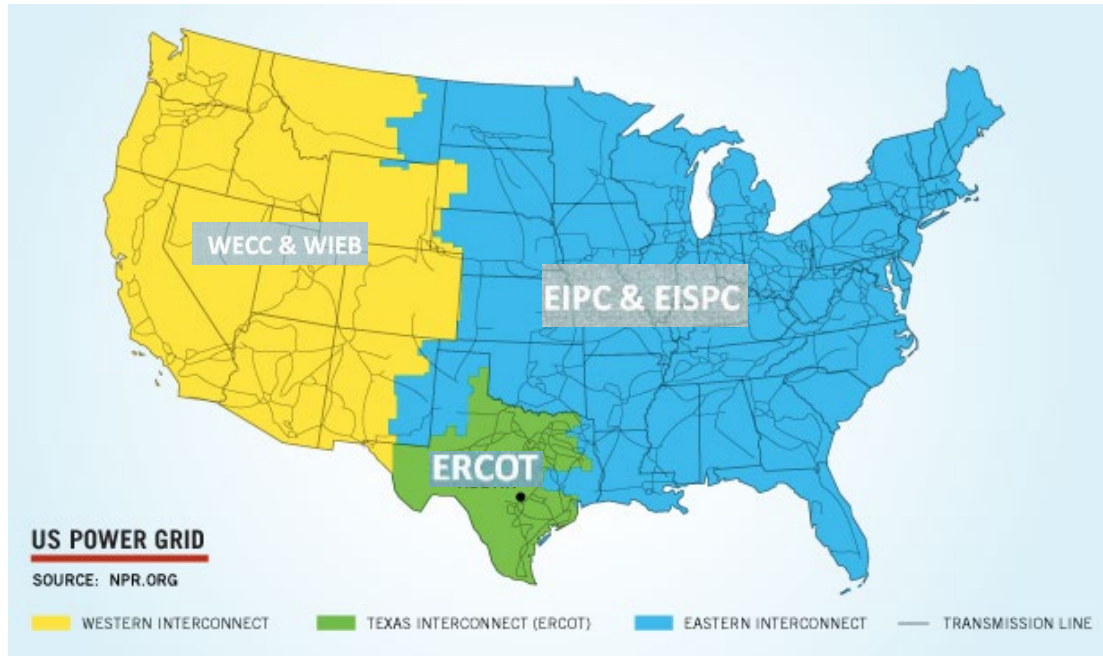 WECC & WIEB
EIPC & EISPC
ERCOT
US POWER GRID
SOURCE: NPR.ORG
WESTERN INTERCONNECT
TEXAS INTERCONNECT (ERCOT)
EASTERN INTERCONNECT
TRANSMISSION LINE